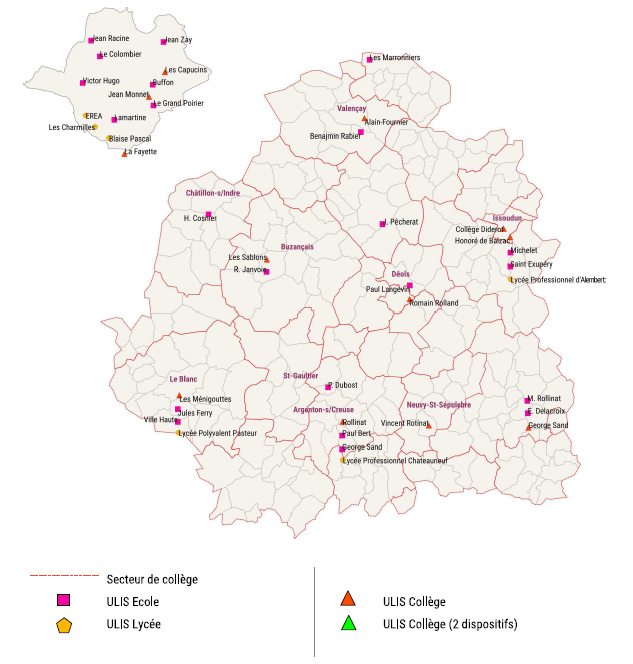 Jean Racine
Jean Zay
Le Colombier
Les Capucins
Victor Hugo
Buffon
Jean Monnet
Le Grand Poirier
EREA
Lamartine
Les Charmilles
Blaise Pascal
La Fayette
Les Marronniers
Valençay
Alain-Fournier
Benajmin Rabier
Châtillon-s/Indre
H. Cosnier
J. Pêcherat
Issoudun
Collège Diderot
Honoré de Balzac
Michelet
Saint Exupéry
Lycée Professionnel d'Alembert
Buzançais
Les Sablons
R. Janvoie
Déols
Paul Langevin
Romain Rolland
Le Blanc
Les Ménigouttes
Jules Ferry
Ville Haute
Lycée Polyvalent Pasteur
St-Gaultier
P. Dubost
Argenton-s/Creuse
Rollinat
Paul Bert
George Sand
Lycée Professionnel Chateauneuf
Neuvy-St-Sépulcre
Vincent Rotinat
M. Rollinat
E. Delacroix
George Sand
Secteur de collège
ULIS Ecole
ULIS Lycée
ULIS Collège
ULIS Collège (2 dispositifs)